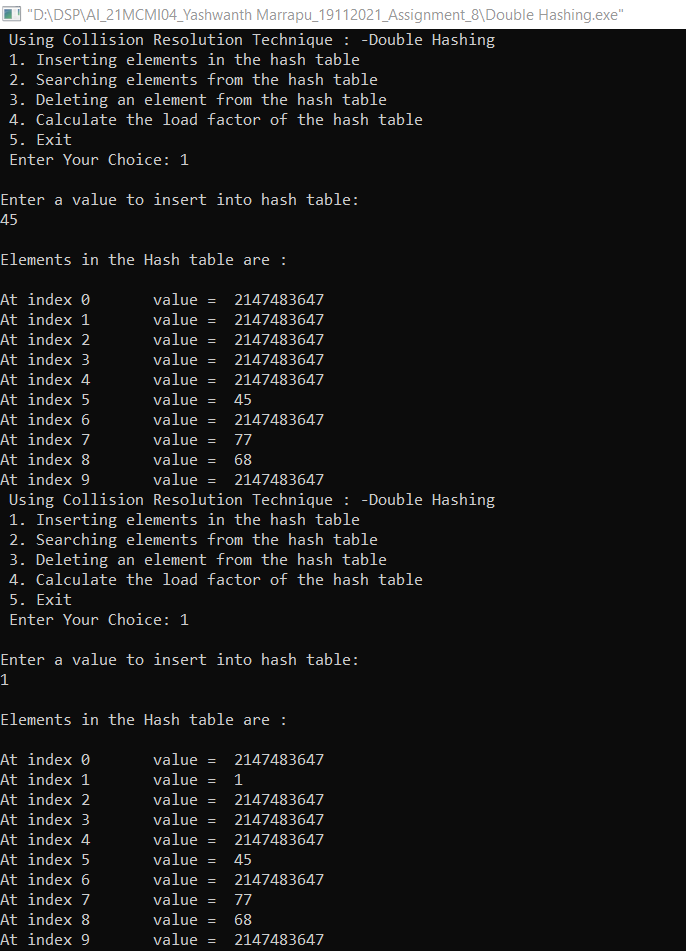 "D:\DSP\AI_21MCMI04_Yashwanth Marrapu_19112021_Assignment_8\Double Hashing.exe"
Using Collision Resolution Technique : -Double Hashing
1. Inserting elements in the hash table
2. Searching elements from the hash table
3. Deleting an element from the hash table
4. Calculate the load factor of the hash table
5. Exit
Enter Your Choice: 1
Enter a value to insert into hash table:
45
Elements in the Hash table are :
At index 0 value = 2147483647
At index 1 value = 2147483647
At index 2 value = 2147483647
At index 3 value = 2147483647
At index 4 value = 2147483647
At index 5 value = 45
At index 6 value = 2147483647
At index 7 value = 77
At index 8 value = 68
At index 9 value = 2147483647
Using Collision Resolution Technique : -Double Hashing
1. Inserting elements in the hash table
2. Searching elements from the hash table
3. Deleting an element from the hash table
4. Calculate the load factor of the hash table
5. Exit
Enter Your Choice: 1
Enter a value to insert into hash table:
1
Elements in the Hash table are :
At index 0 value = 2147483647
At index 1 value = 1
At index 2 value = 2147483647
At index 3 value = 2147483647
At index 4 value = 2147483647
At index 5 value = 45
At index 6 value = 2147483647
At index 7 value = 77
At index 8 value = 68
At index 9 value = 2147483647